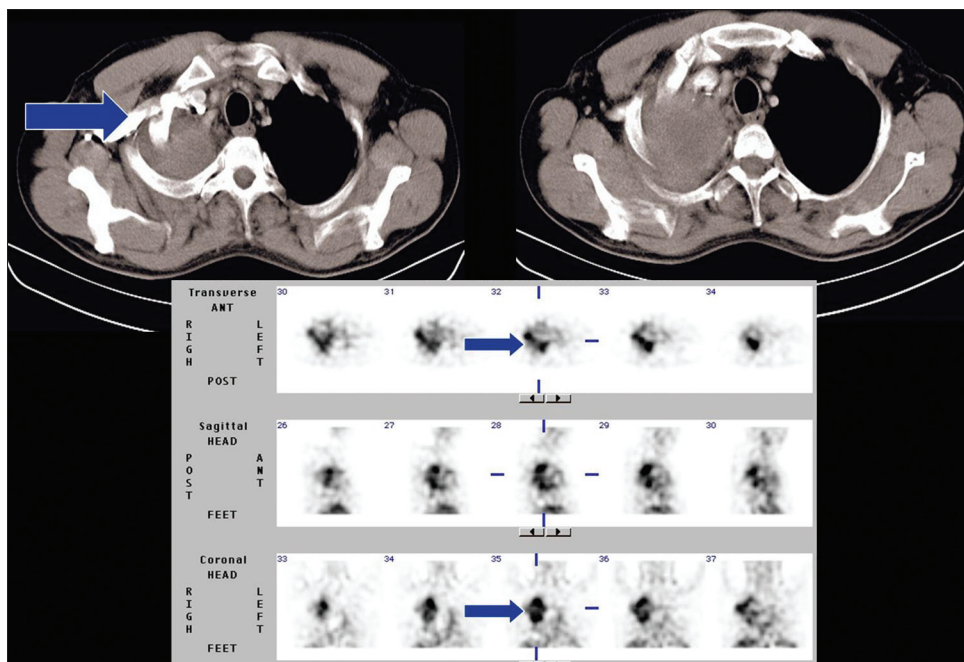 Transverse
30 31 32 33 34
ANT
R L
I E
G F
H T
POST
Sagittal
26 27 28 29 30
HEAD
P A
O N
S T
T
FEET
Coronal
33 34 35 36 37
HEAD
R L
I E
G F
H T
FEET